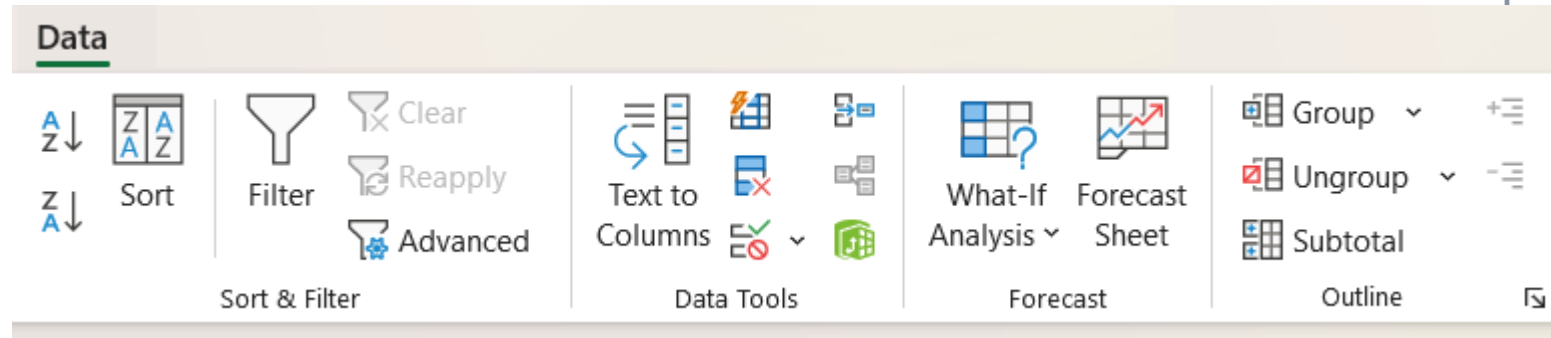 Data
A
Z
Z
A
Z A
A Z
Sort
Filter
Clear
Reapply
Advanced
Sort & Filter
Text to
Columns
Data Tools
What-If
Analysis
Forecast
Sheet
Forecast
Group
Ungroup
Subtotal
Outline